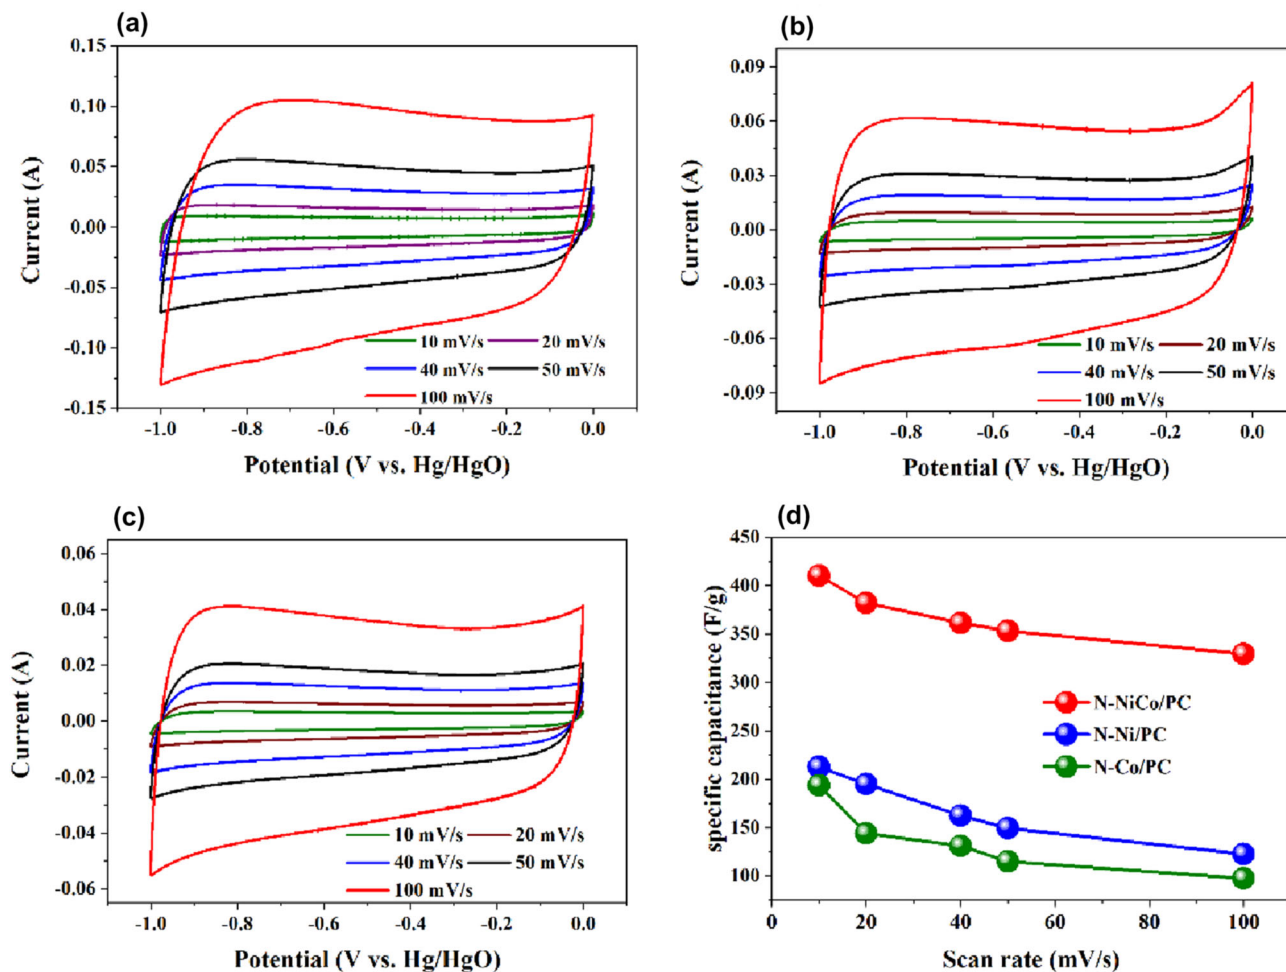 (a)
0.15
0.10
0.05
0.00
-0.05
-0.10
-0.15
Current (A)
10 mV/s 20 mV/s
40 mV/s 50 mV/s
100 mV/s
-1.0 -0.8 -0.6 -0.4 -0.2 0.0
Potential (V vs. Hg/HgO)
(b)
0.09
0.06
0.03
0.00
-0.03
-0.06
-0.09
Current (A)
10 mV/s 20 mV/s
40 mV/s 50 mV/s
100 mV/s
-1.0 -0.8 -0.6 -0.4 -0.2 0.0
Potential (V vs. Hg/HgO)
(c)
0.06
0.04
0.02
0.00
-0.02
-0.04
-0.06
Current (A)
10 mV/s 20 mV/s
40 mV/s 50 mV/s
100 mV/s
-1.0 -0.8 -0.6 -0.4 -0.2 0.0
Potential (V vs. Hg/HgO)
(d)
450
400
350
300
250
200
150
100
specific capacitance (F/g)
N-NiCo/PC
N-Ni/PC
N-Co/PC
0 20 40 60 80 100
Scan rate (mV/s)